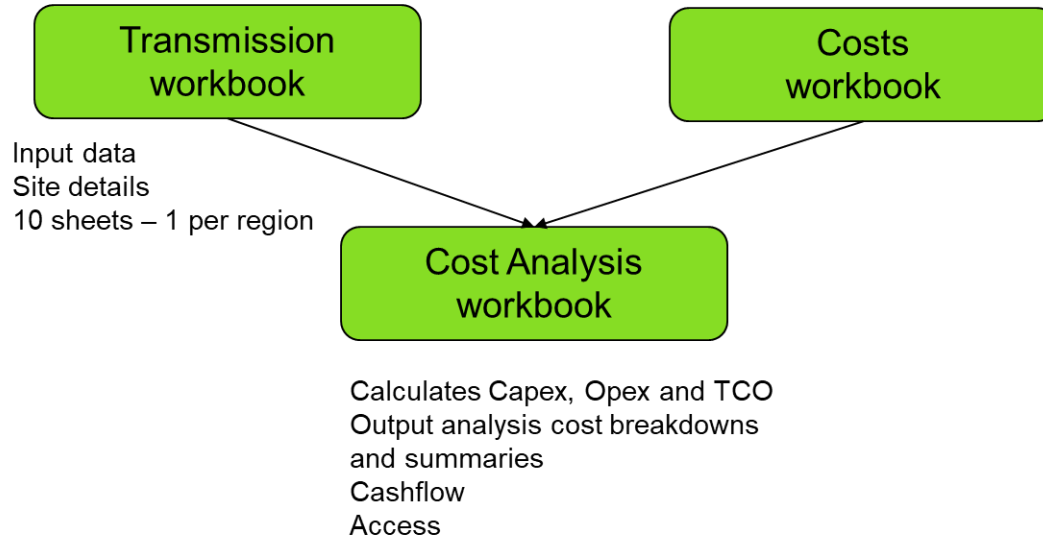 Transmission
workbook
Costs
workbook
Input data
Site details
10 sheets – 1 per region
Cost Analysis
workbook
Calculates Capex, Opex and TCO
Output analysis cost breakdowns
and summaries
Cashflow
Access